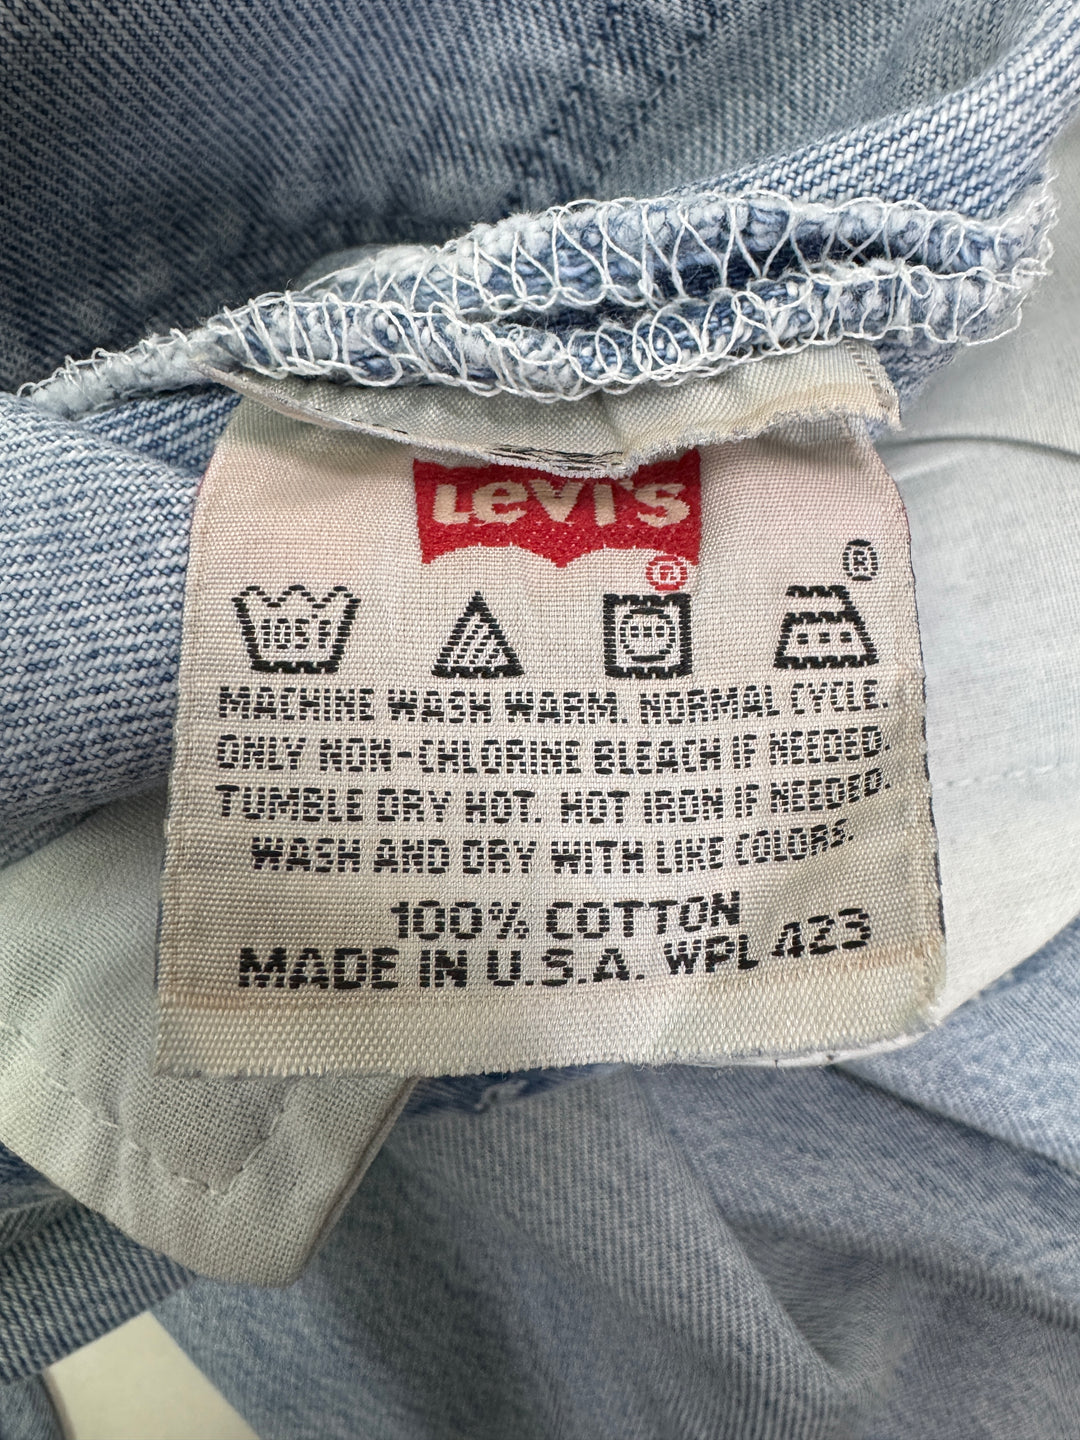 LEVI'S
®
®
105F
MACHINE WASH WARM. NORMAL CYCLE.
ONLY NON-CHLORINE BLEACH IF NEEDED.
TUMBLE DRY HOT. HOT IRON IF NEEDED.
WASH AND DRY WITH LIKE COLORS.
100% COTTON
MADE IN U.S.A. WPL 423